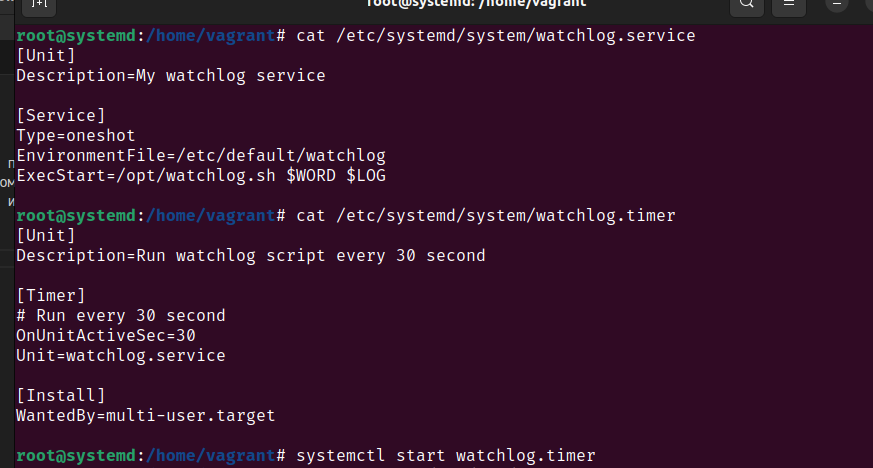 root@systemd: /home/vagrant
root@systemd:/home/vagrant# cat /etc/systemd/system/watchlog.service
[Unit]
Description=My watchlog service
[Service]
Type=oneshot
EnvironmentFile=/etc/default/watchlog
ExecStart=/opt/watchlog.sh $WORD $LOG
root@systemd:/home/vagrant# cat /etc/systemd/system/watchlog.timer
[Unit]
Description=Run watchlog script every 30 second
[Timer]
# Run every 30 second
OnUnitActiveSec=30
Unit=watchlog.service
[Install]
WantedBy=multi-user.target
root@systemd:/home/vagrant# systemctl start watchlog.timer